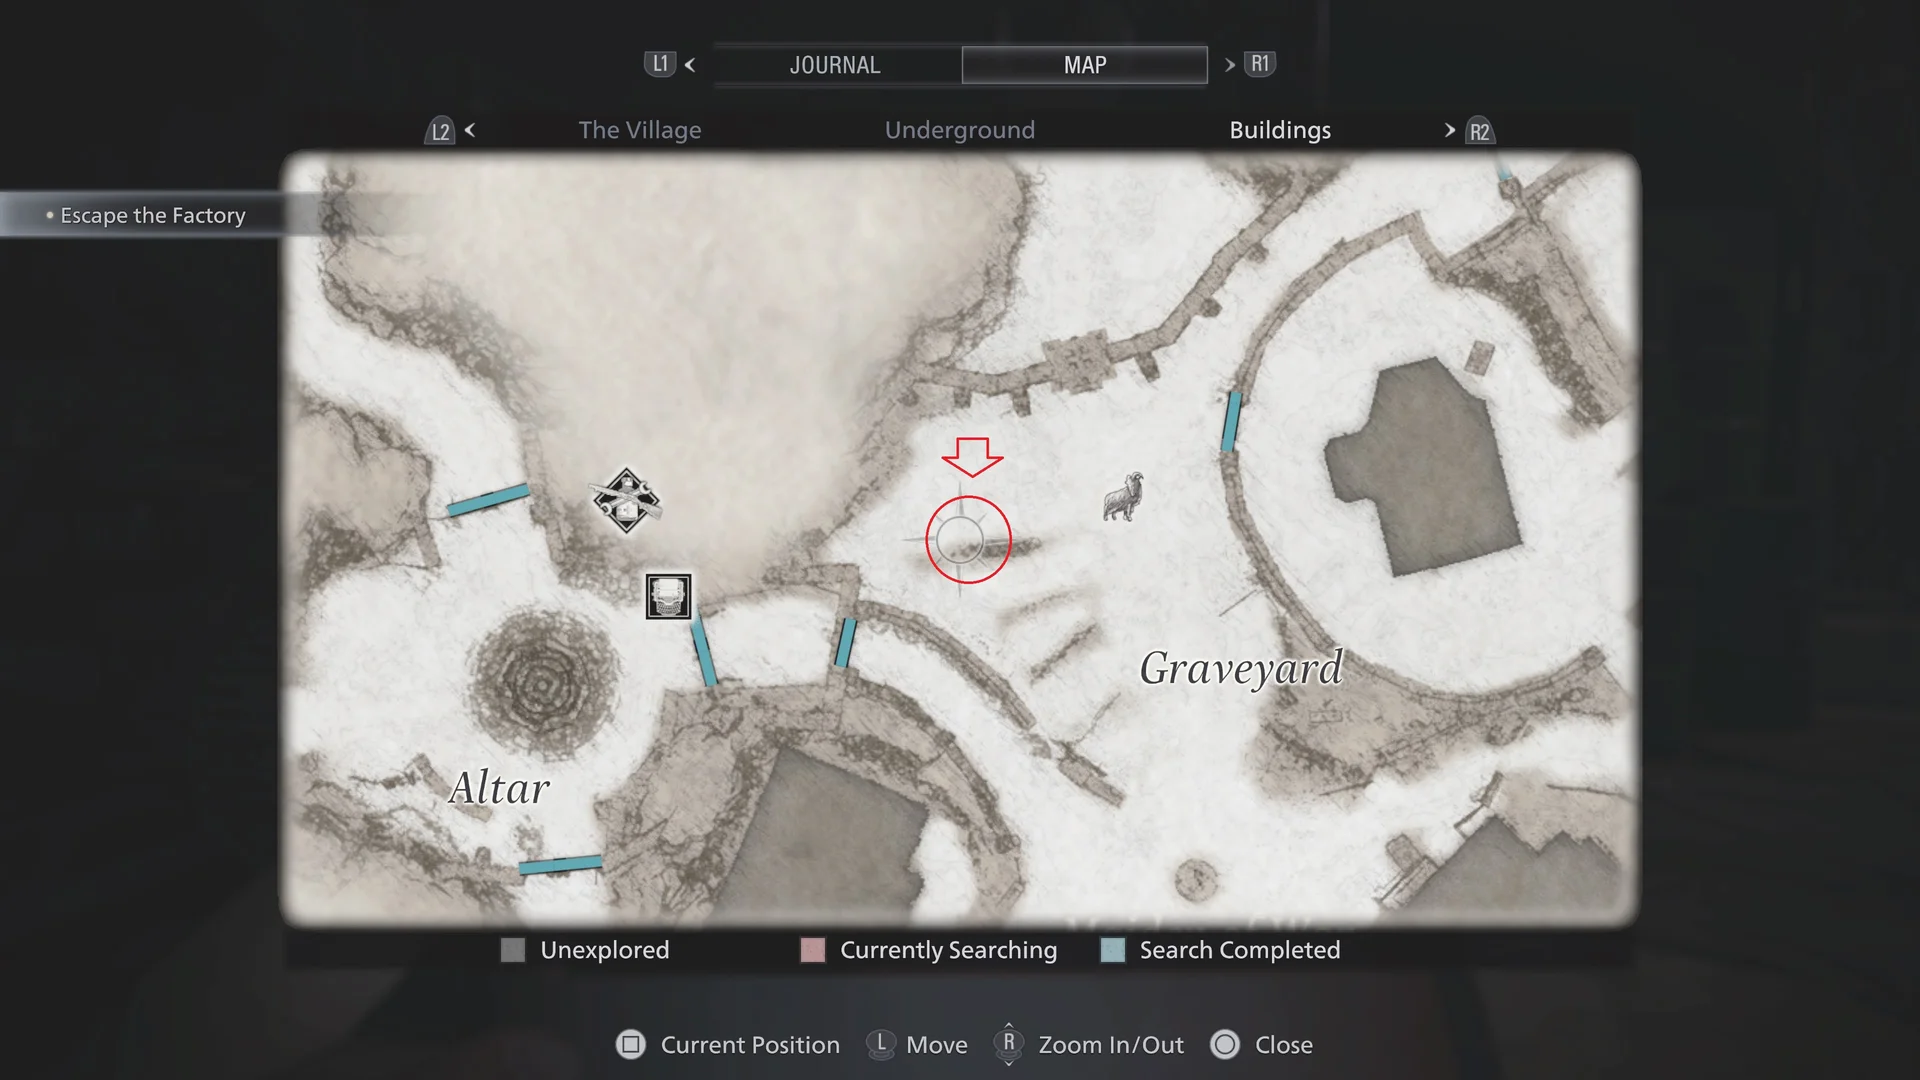 L1 JOURNAL MAP R1
L2 The Village Underground Buildings R2
• Escape the Factory
Graveyard
Altar
Unexplored Currently Searching Search Completed
Current Position L Move R Zoom In/Out Close